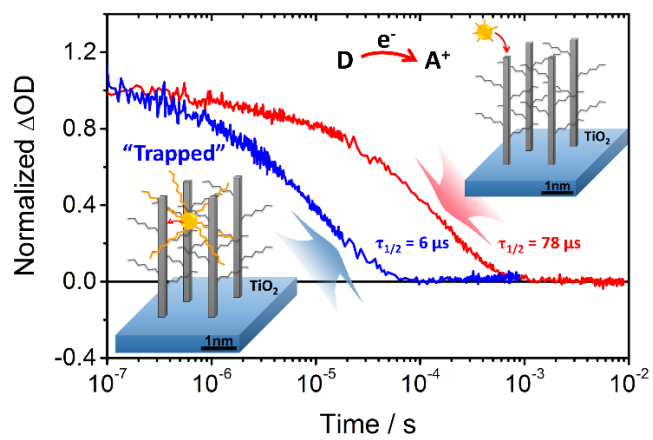 1.2
0.8
0.4
0.0
-0.4
Normalized ΔOD
10⁻⁷
10⁻⁶
10⁻⁵
10⁻⁴
10⁻³
10⁻²
Time / s
e⁻
D
A⁺
TiO₂
1nm
"Trapped"
TiO₂
1nm
τ₁/₂ = 6 µs
τ₁/₂ = 78 µs